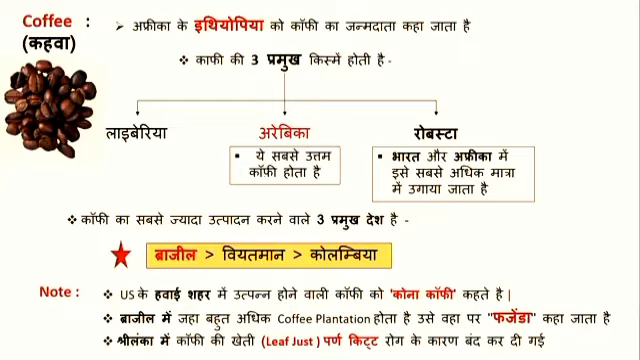 Coffee :
(कहवा)
➢ अफ्रीका के इथियोपिया को कॉफी का जन्मदाता कहा जाता है
❖ काफी की 3 प्रमुख किस्में होती है -
लाइबेरिया
अरेबिका
रोबस्टा
▪ ये सबसे उत्तम
कॉफी होता है
▪ भारत और अफ्रीका में
इसे सबसे अधिक मात्रा
में उगाया जाता है
❖ कॉफी का सबसे ज्यादा उत्पादन करने वाले 3 प्रमुख देश है -
ब्राजील > वियतमान > कोलम्बिया
Note :
❖ US के हवाई शहर में उत्पन्न होने वाली कॉफी को 'कोना कॉफी' कहते है |
❖ ब्राजील में जहा बहुत अधिक Coffee Plantation होता है उसे वहा पर "फजेंडा" कहा जाता है
❖ श्रीलंका में कॉफी की खेती (Leaf Just ) पर्ण किट्ट रोग के कारण बंद कर दी गई